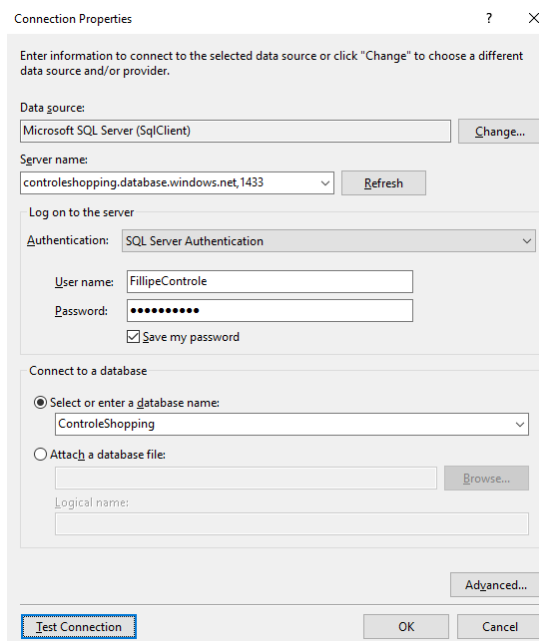 Connection Properties
?
Enter information to connect to the selected data source or click "Change" to choose a different
data source and/or provider.
Data source:
Microsoft SQL Server (SqlClient)
Change...
Server name:
controleshopping.database.windows.net,1433
Refresh
Log on to the server
Authentication:
SQL Server Authentication
User name:
FillipeControle
Password:
●●●●●●●●●●
Save my password
Connect to a database
Select or enter a database name:
ControleShopping
Attach a database file:
Browse...
Logical name:
Advanced...
Test Connection
OK
Cancel